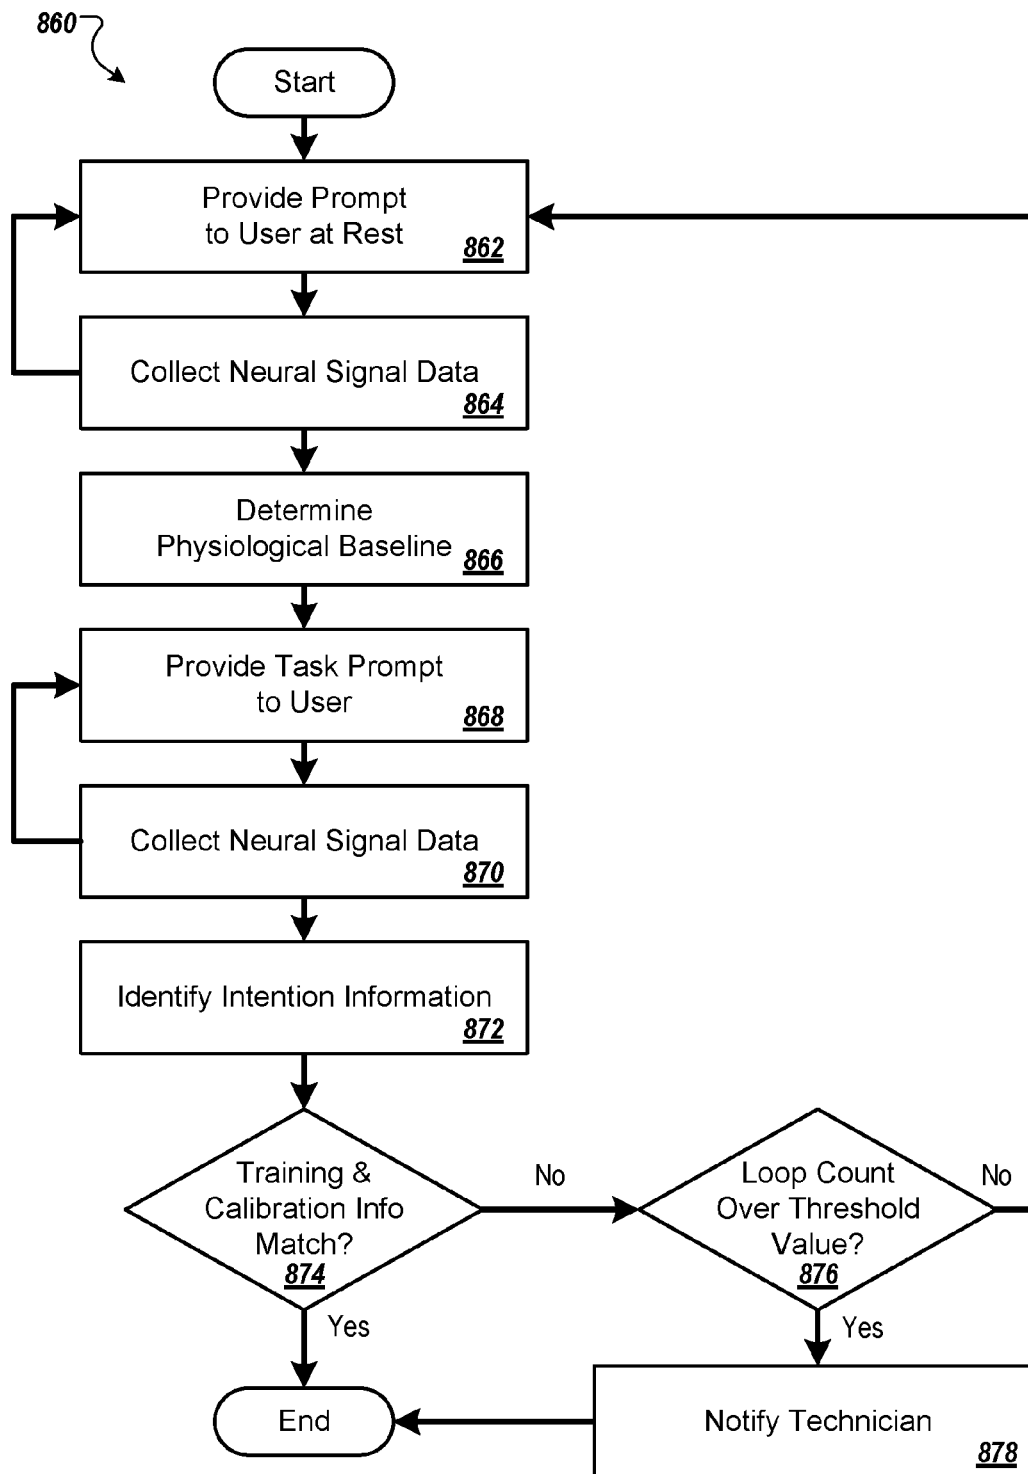 860
Start
Provide Prompt
to User at Rest
862
Collect Neural Signal Data
864
Determine
Physiological Baseline
866
Provide Task Prompt
to User
868
Collect Neural Signal Data
870
Identify Intention Information
872
Training &
Calibration Info
Match?
874
No
Yes
Loop Count
Over Threshold
Value?
876
No
Yes
End
Notify Technician
878